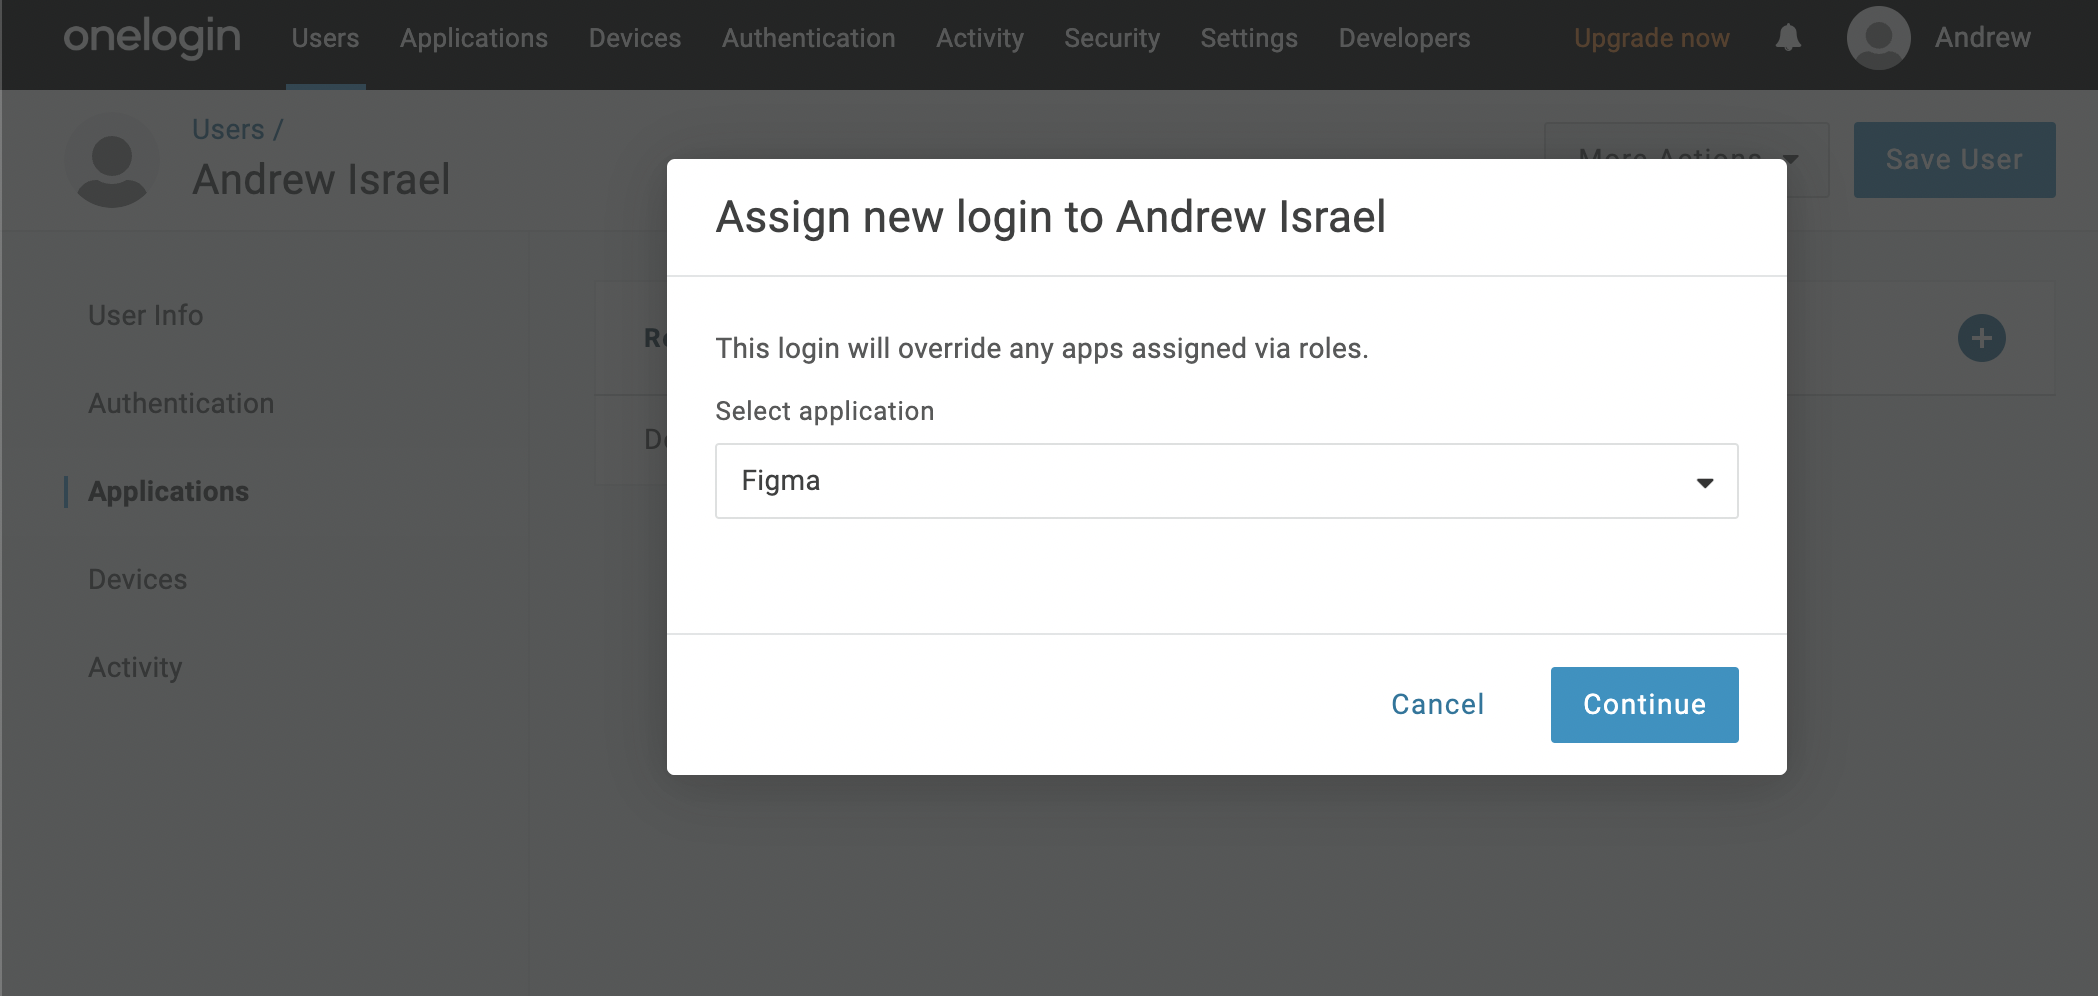 onelogin Users Applications Devices Authentication Activity Security Settings Developers Upgrade now Andrew
Users /
Andrew Israel
More Actions
Save User
Assign new login to Andrew Israel
This login will override any apps assigned via roles.
Select application
Figma
Cancel
Continue
User Info
Authentication
Applications
Devices
Activity